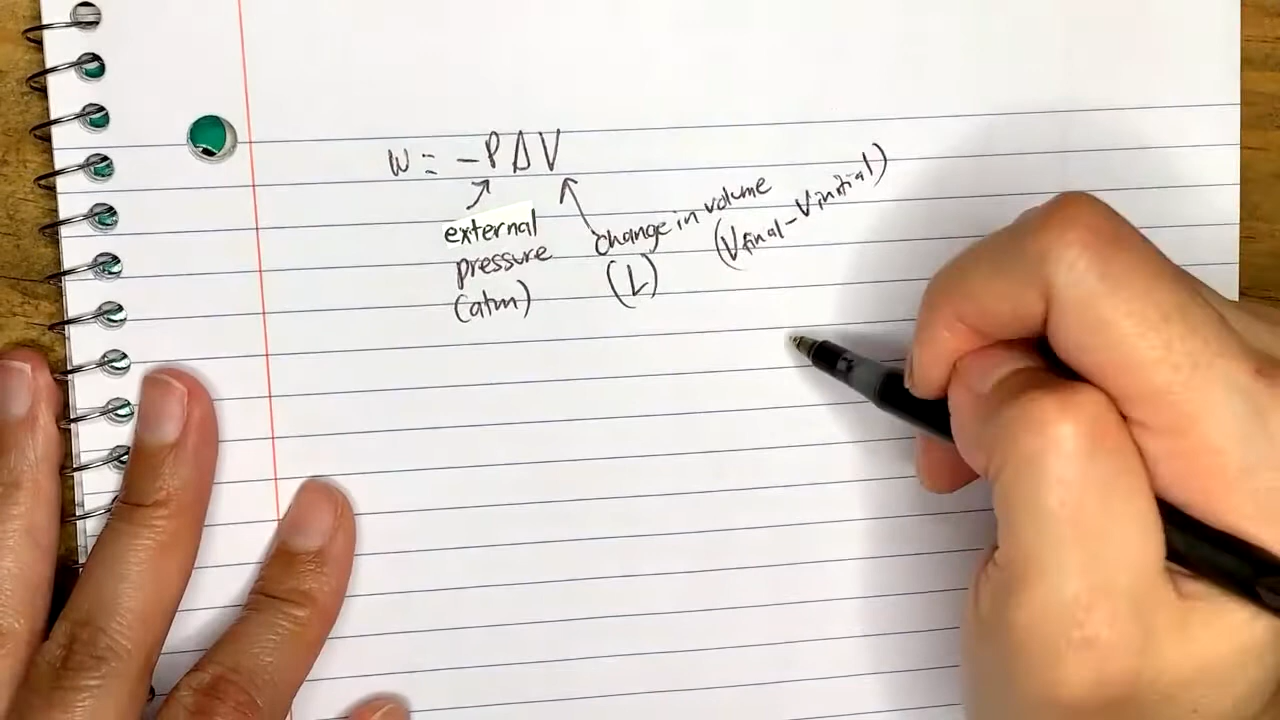 w = -PΔV
external
pressure
(atm)
change in volume
(L)
(Vfinal - Vinitial)